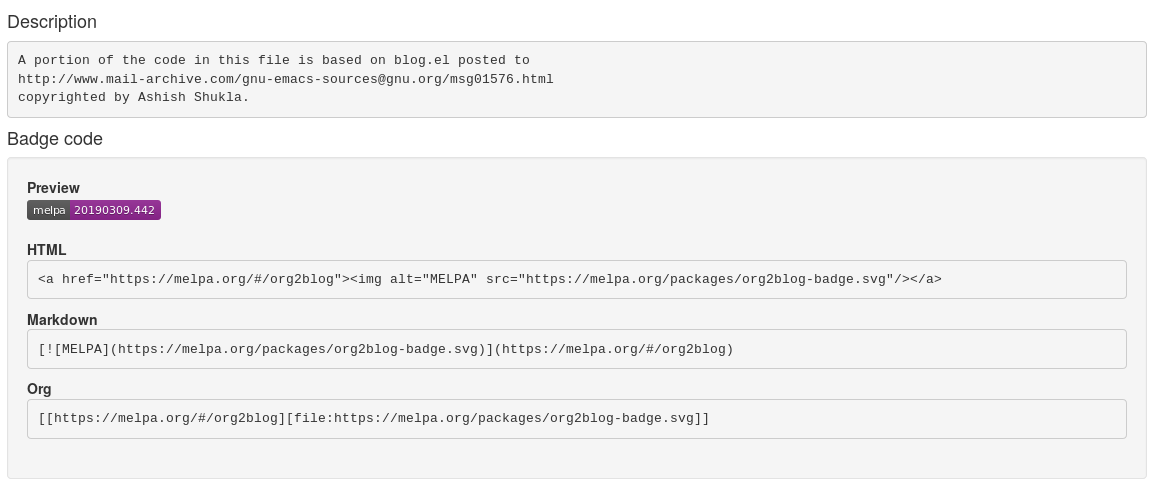 Description
A portion of the code in this file is based on blog.el posted to
http://www.mail-archive.com/gnu-emacs-sources@gnu.org/msg01576.html
copyrighted by Ashish Shukla.
Badge code
Preview
melpa 20190309.442
HTML
<a href="https://melpa.org/#/org2blog"><img alt="MELPA" src="https://melpa.org/packages/org2blog-badge.svg"/></a>
Markdown
[![MELPA](https://melpa.org/packages/org2blog-badge.svg)](https://melpa.org/#/org2blog)
Org
[[https://melpa.org/#/org2blog][file:https://melpa.org/packages/org2blog-badge.svg]]